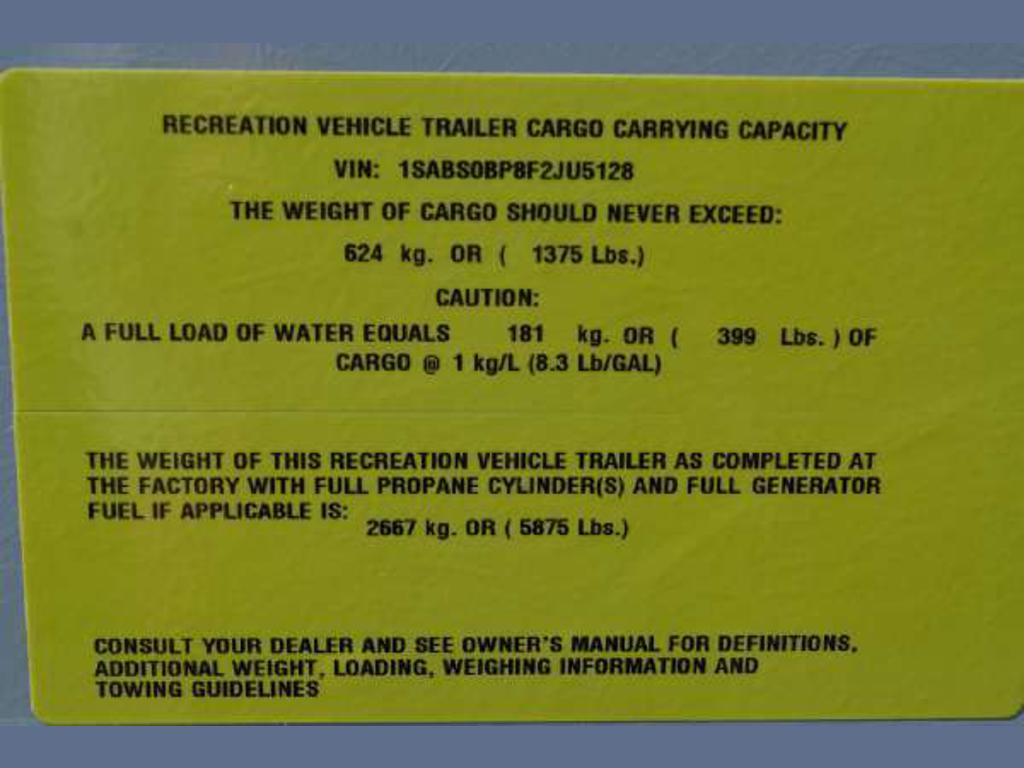 RECREATION VEHICLE TRAILER CARGO CARRYING CAPACITY
VIN: 1SABS0BP8F2JU5128
THE WEIGHT OF CARGO SHOULD NEVER EXCEED:
624 kg. OR ( 1375 Lbs.)
CAUTION:
A FULL LOAD OF WATER EQUALS 181 kg. OR ( 399 Lbs. ) OF
CARGO @ 1 kg/L (8.3 Lb/GAL)
THE WEIGHT OF THIS RECREATION VEHICLE TRAILER AS COMPLETED AT
THE FACTORY WITH FULL PROPANE CYLINDER(S) AND FULL GENERATOR
FUEL IF APPLICABLE IS:
2667 kg. OR ( 5875 Lbs.)
CONSULT YOUR DEALER AND SEE OWNER'S MANUAL FOR DEFINITIONS,
ADDITIONAL WEIGHT, LOADING, WEIGHING INFORMATION AND
TOWING GUIDELINES